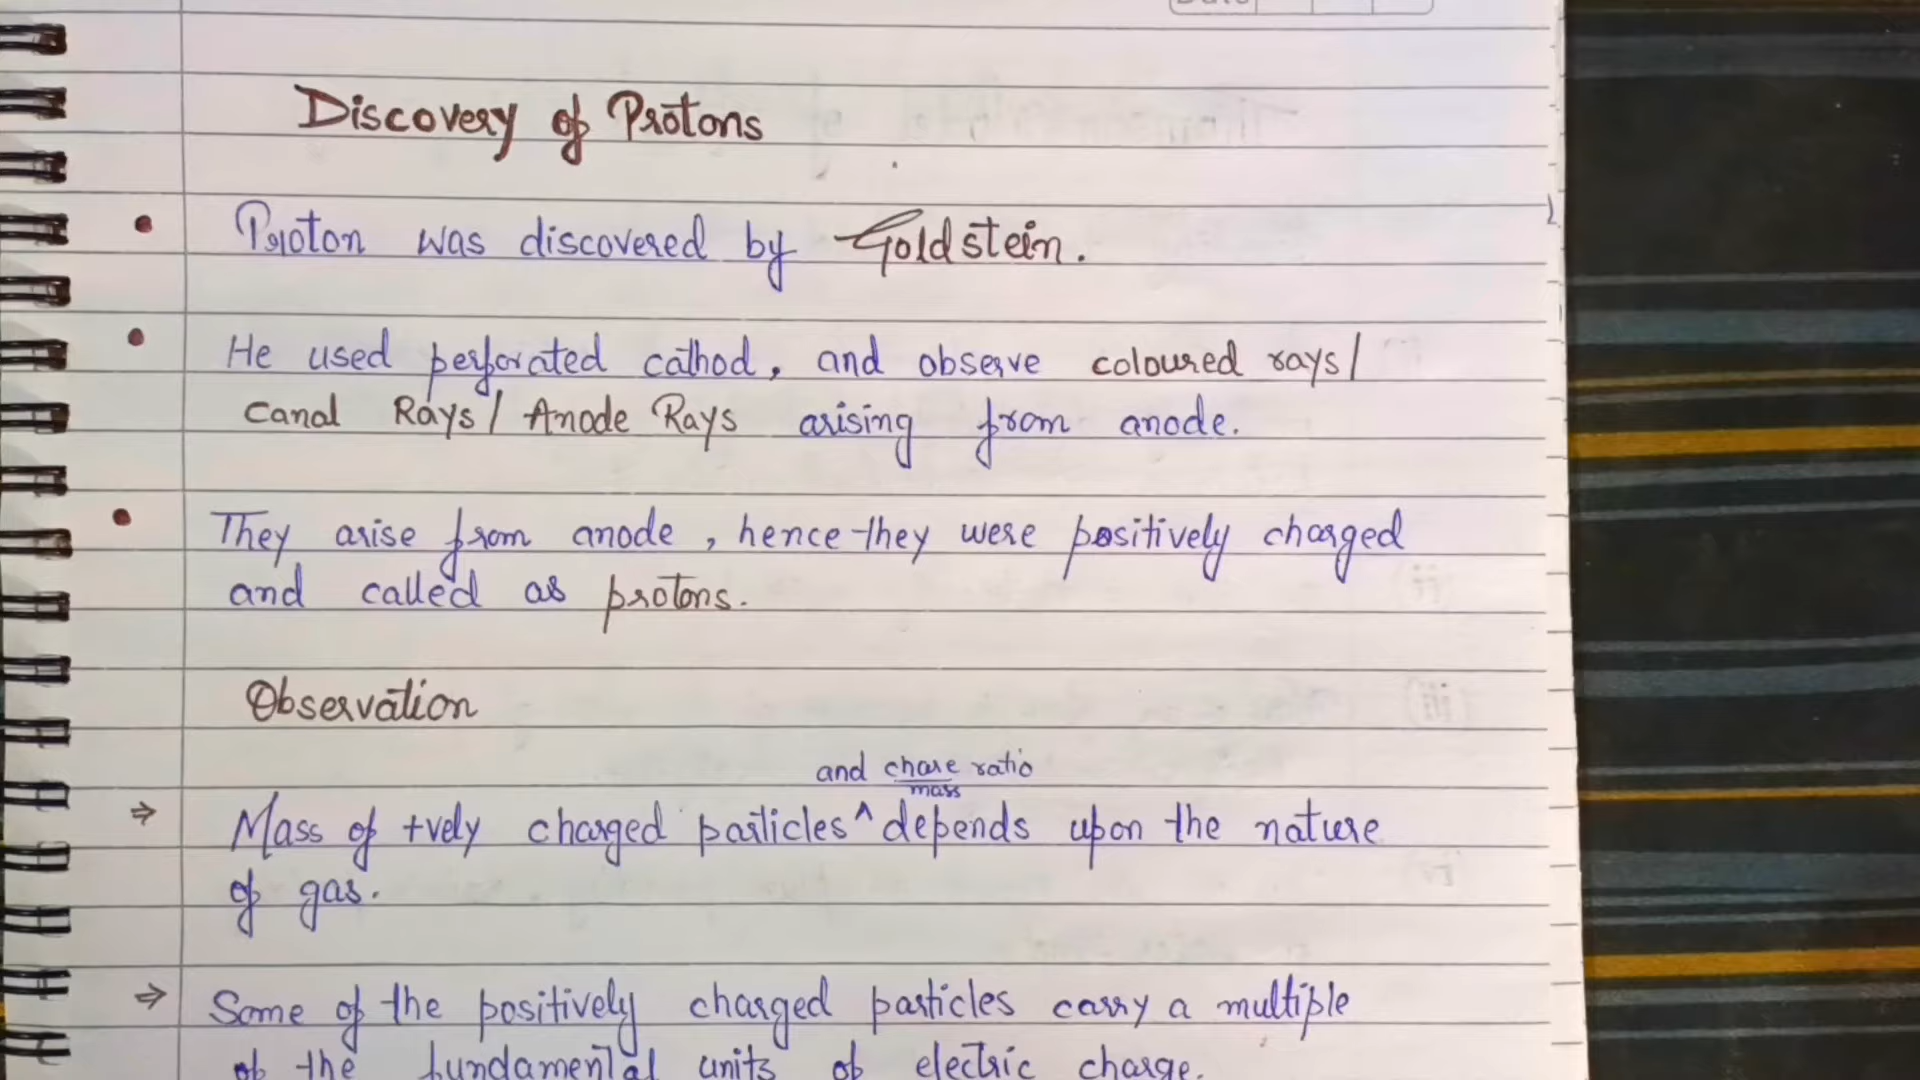 Discovery of Protons
• Proton was discovered by Goldstein.
• He used perforated cathod, and observe coloured rays/
Canal Rays/ Anode Rays arising from anode.
• They arise from anode, hence they were positively charged
and called as protons.
Observation
and chare/mass ratio
⇒ Mass of +vely charged particles ^ depends upon the nature
of gas.
⇒ Some of the positively charged particles carry a multiple
of the fundamental units of electric charge.